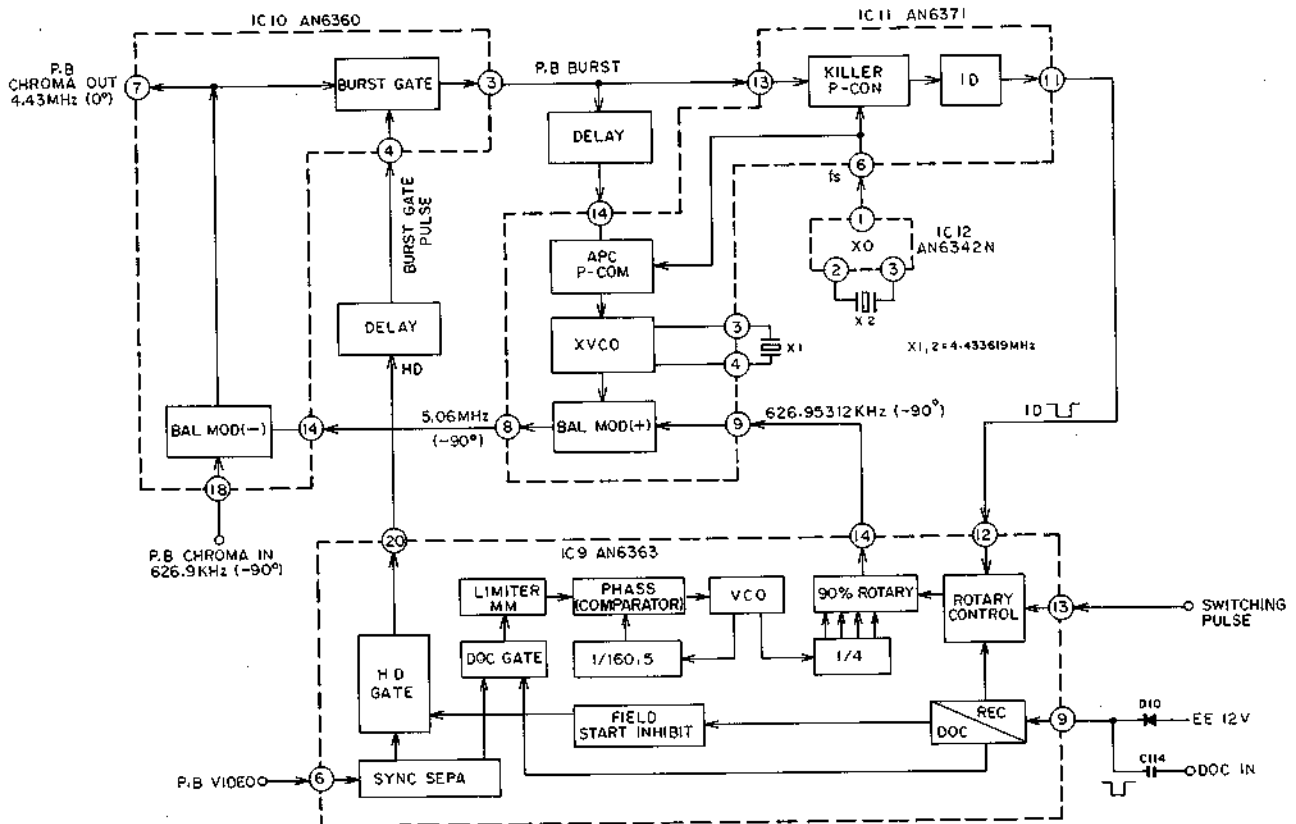 IC10 AN6360
IC11 AN6371
P.B
CHROMA OUT
4.43MHz (0°)
7
BURST GATE
3
P.B BURST
13
KILLER
P-CON
ID
11
4
DELAY
6
fs
BURST GATE
PULSE
14
1
XO
IC12
AN6342N
2
3
X2
APC
P-COM
DELAY
HD
XVCO
3
4
X1
X1,2=4.433619MHz
BAL MOD(-)
14
5.06MHz
(-90°)
8
BAL MOD(+)
9
626.95312KHz (-90°)
ID
18
P.B CHROMA IN
626.9KHz (-90°)
20
IC9 AN6363
14
12
LIMITER
MM
PHASS
(COMPARATOR)
VCO
90% ROTARY
ROTARY
CONTROL
13
SWITCHING
PULSE
HD
GATE
DOC GATE
1/160.5
1/4
FIELD
START INHIBIT
REC
DOC
9
D10
EE 12V
C114
DOC IN
P.B VIDEO
6
SYNC SEPA